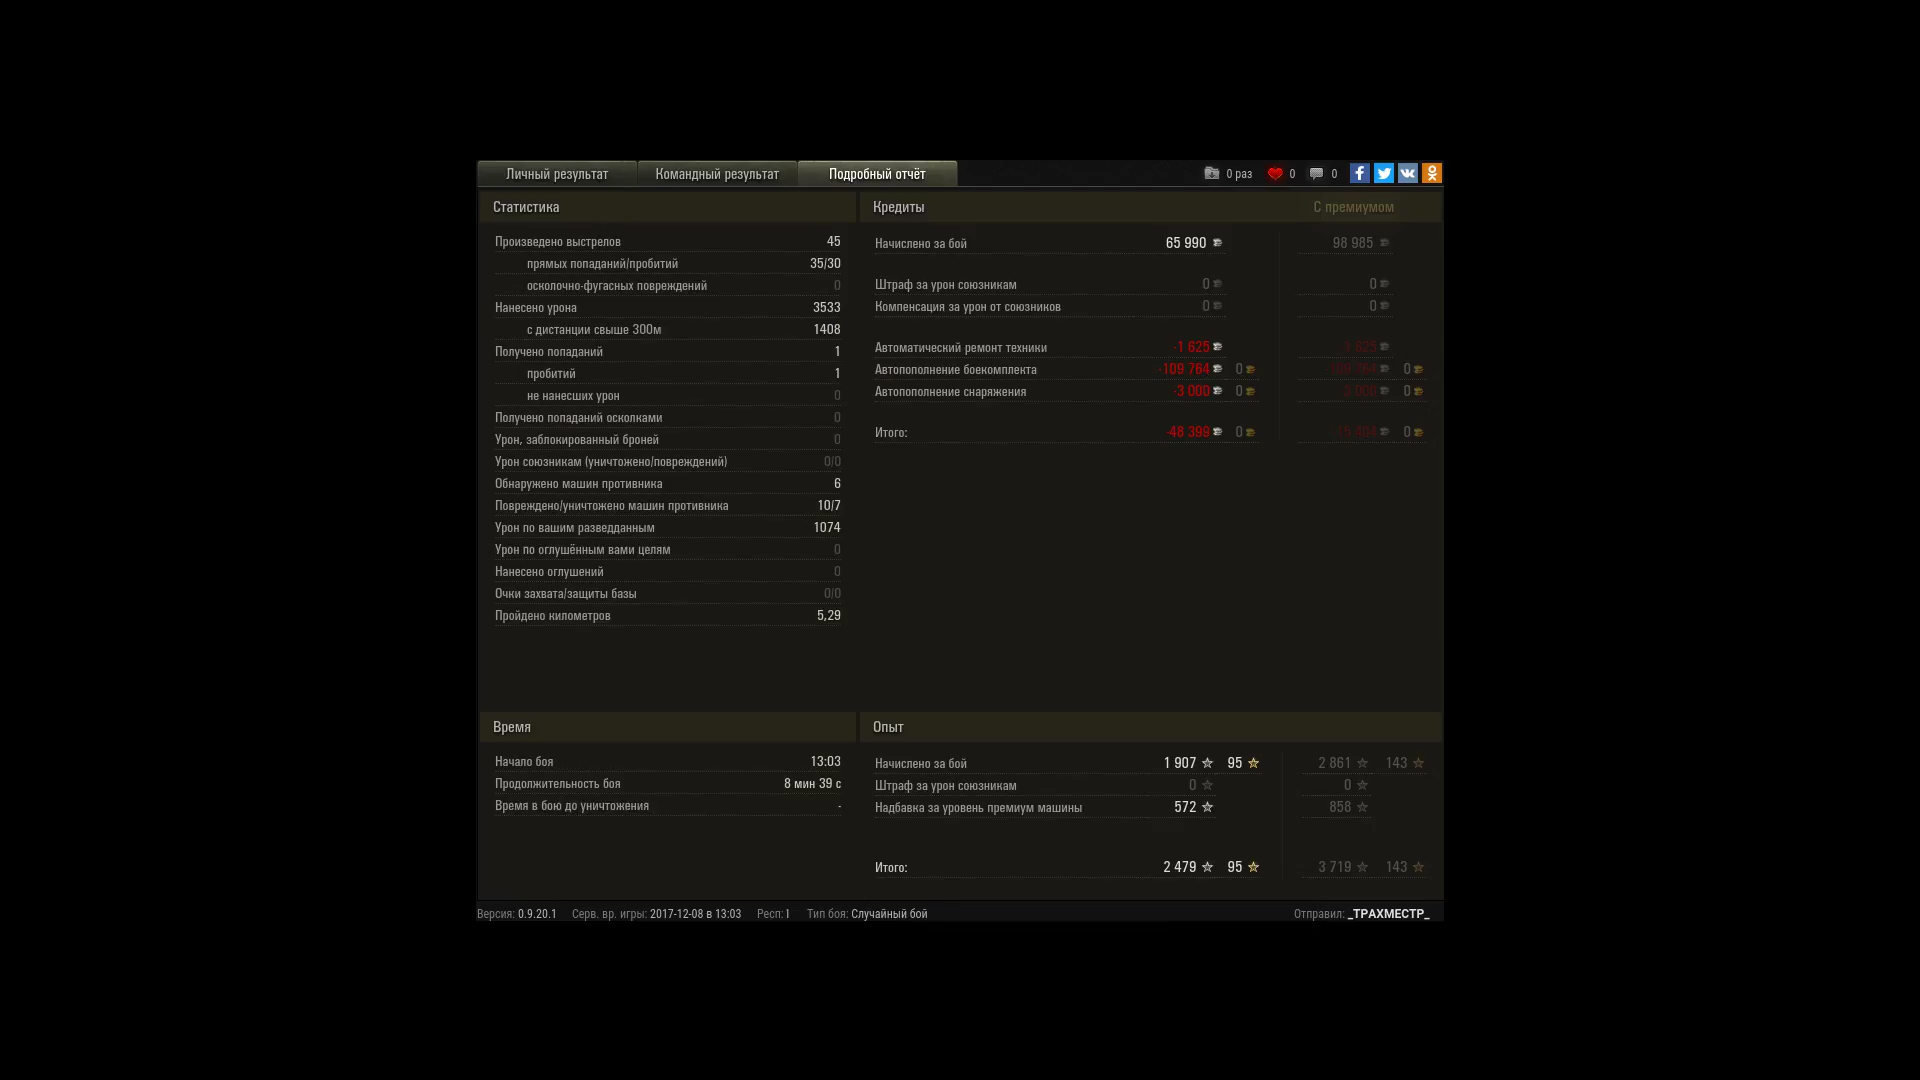 Личный результат Командный результат Подробный отчёт 0 раз 0 0
Статистика
Произведено выстрелов 45
прямых попаданий/пробитий 35/30
осколочно-фугасных повреждений 0
Нанесено урона 3533
с дистанции свыше 300м 1408
Получено попаданий 1
пробитий 1
не нанесших урон 0
Получено попаданий осколками 0
Урон, заблокированный броней 0
Урон союзникам (уничтожено/повреждений) 0/0
Обнаружено машин противника 6
Повреждено/уничтожено машин противника 10/7
Урон по вашим разведданным 1074
Урон по оглушённым вами целям 0
Нанесено оглушений 0
Очки захвата/защиты базы 0/0
Пройдено километров 5,29
Кредиты С премиумом
Начислено за бой 65 990 98 985
Штраф за урон союзникам 0 0
Компенсация за урон от союзников 0 0
Автоматический ремонт техники -1 625 -1 625
Автопополнение боекомплекта -109 764 0 -109 764 0
Автопополнение снаряжения -3 000 0 -3 000 0
Итого: -48 399 0 -15 404 0
Время
Начало боя 13:03
Продолжительность боя 8 мин 39 с
Время в бою до уничтожения -
Опыт
Начислено за бой 1 907 95 2 861 143
Штраф за урон союзникам 0 0
Надбавка за уровень премиум машины 572 858
Итого: 2 479 95 3 719 143
Версия: 0.9.20.1 Серв. вр. игры: 2017-12-08 в 13:03 Респ: I Тип боя: Случайный бой Отправил: _TPAXMECTP_